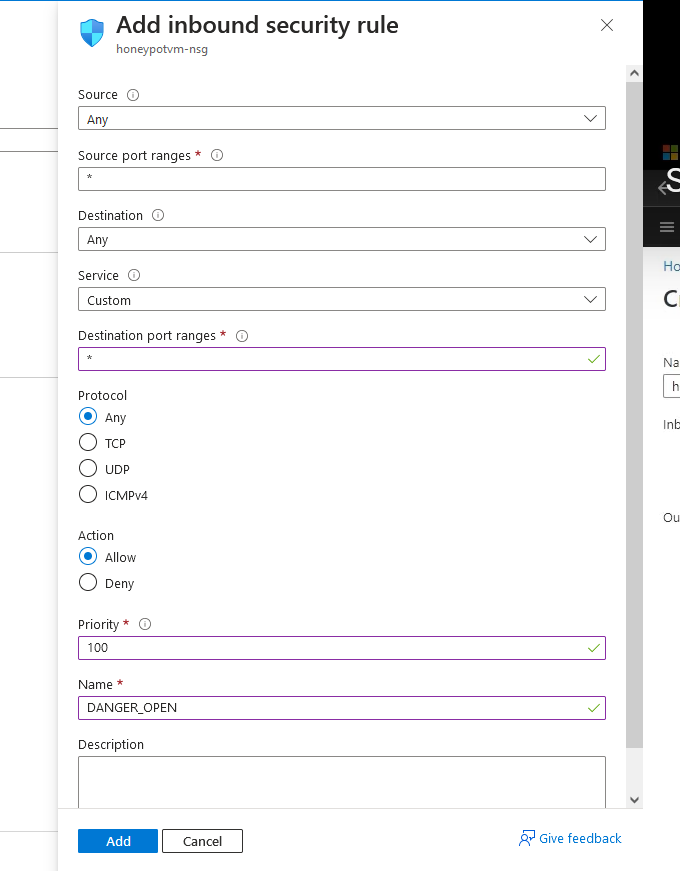 Add inbound security rule
honeypotvm-nsg
Source
Any
Source port ranges *
*
Destination
Any
Service
Custom
Destination port ranges *
*
Protocol
Any
TCP
UDP
ICMPv4
Action
Allow
Deny
Priority *
100
Name *
DANGER_OPEN
Description
Add
Cancel
Give feedback
S
Ho
Na
h
Inb
Ou